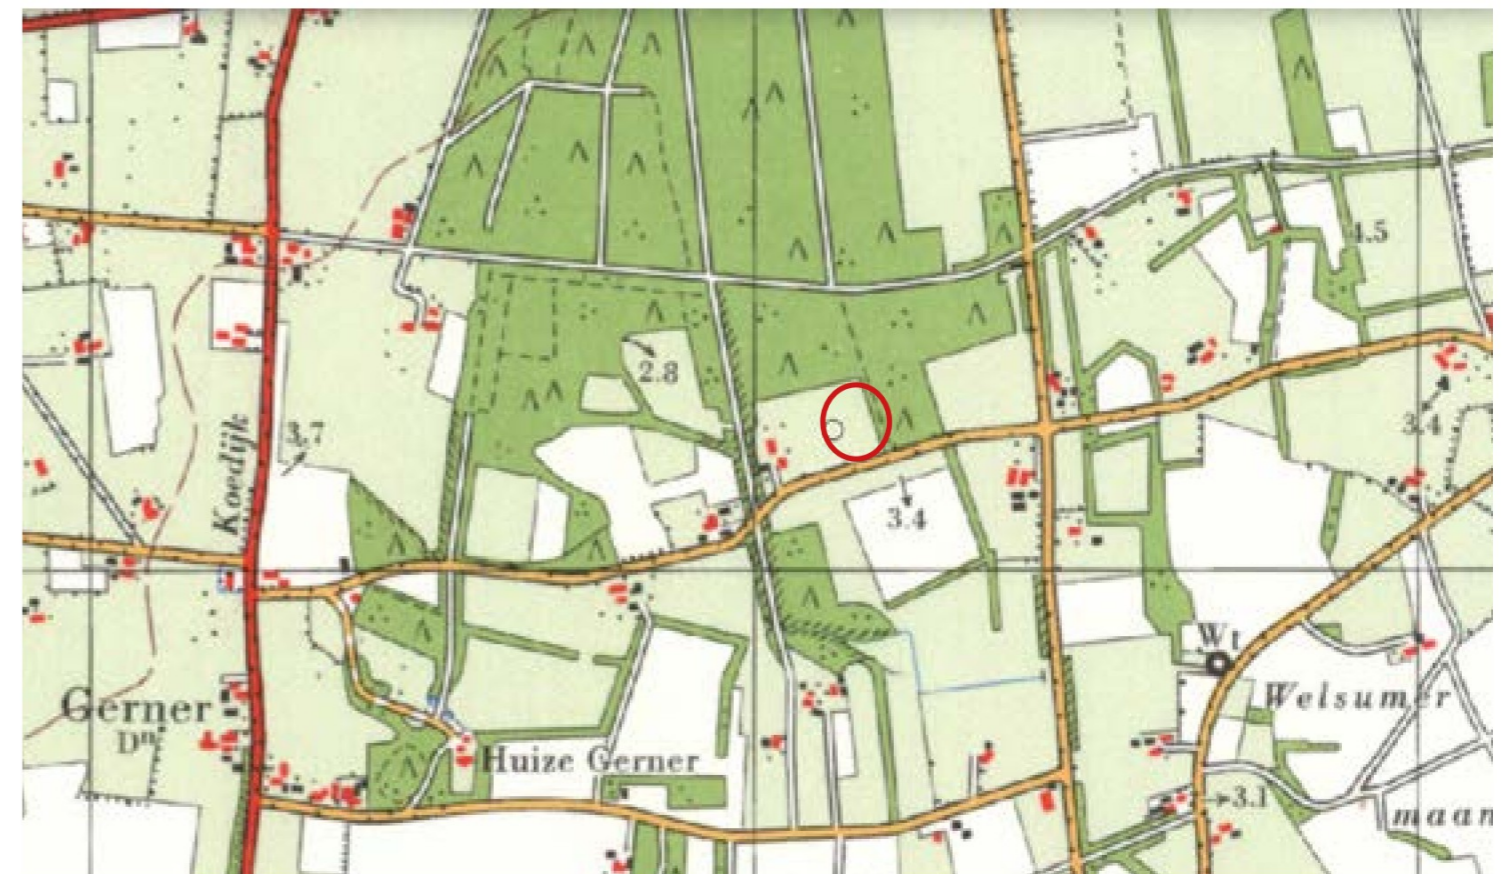 4.5
2.8
3.4
Koedijk
3.7
3.4
Wt
Gerner
Dⁿ
Welsumer
Huize Gerner
3.1
maan